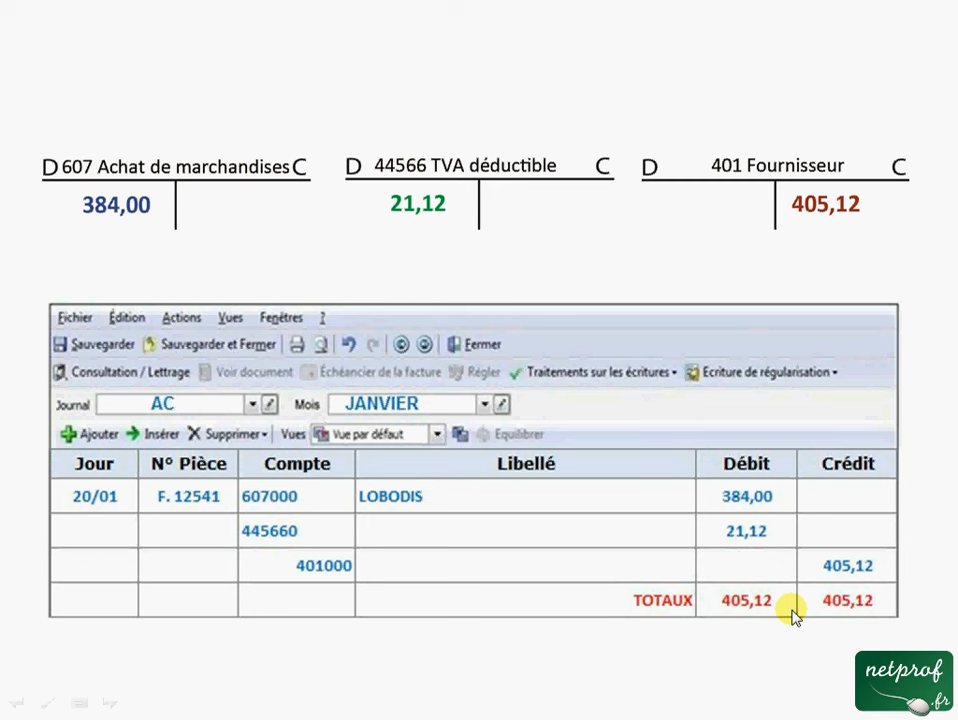 D 607 Achat de marchandises C
D 44566 TVA déductible C
D 401 Fournisseur C
384,00
21,12
405,12
Fichier Édition Actions Vues Fenêtres ?
Sauvegarder Sauvegarder et Fermer Fermer
Consultation / Lettrage Voir document Échéancier de la facture Régler Traitements sur les écritures Ecriture de régularisation
Journal AC Mois JANVIER
Ajouter Insérer Supprimer Vues Vue par défaut Equilibrer
Jour N° Pièce Compte Libellé Débit Crédit
20/01 F. 12541 607000 LOBODIS 384,00
445660 21,12
401000 405,12
TOTAUX 405,12 405,12
netprof
.fr